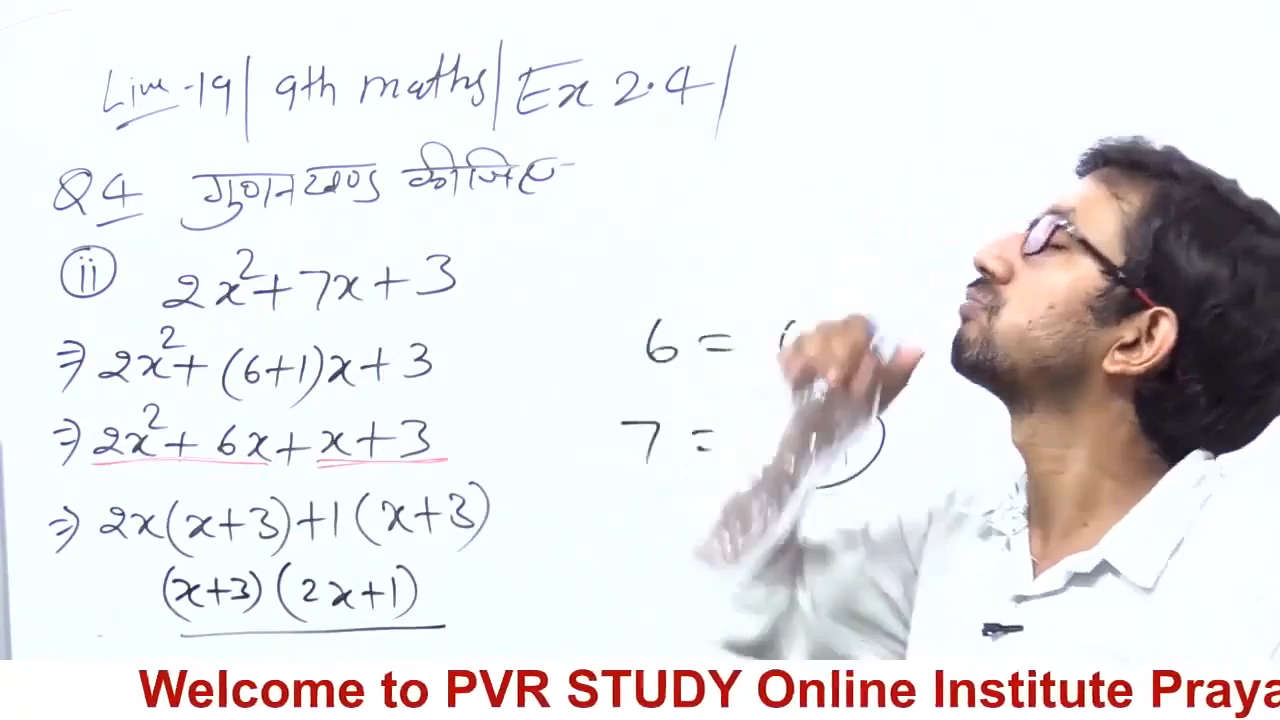 Live-19| 9th maths| Ex 2.4|
Q4 गुणनखण्ड कीजिए
ii 2x²+7x+3
⇒ 2x²+(6+1)x+3
⇒ 2x²+6x+x+3
⇒ 2x(x+3)+1(x+3)
(x+3)(2x+1)
6 =
7 =
Welcome to PVR STUDY Online Institute Praya